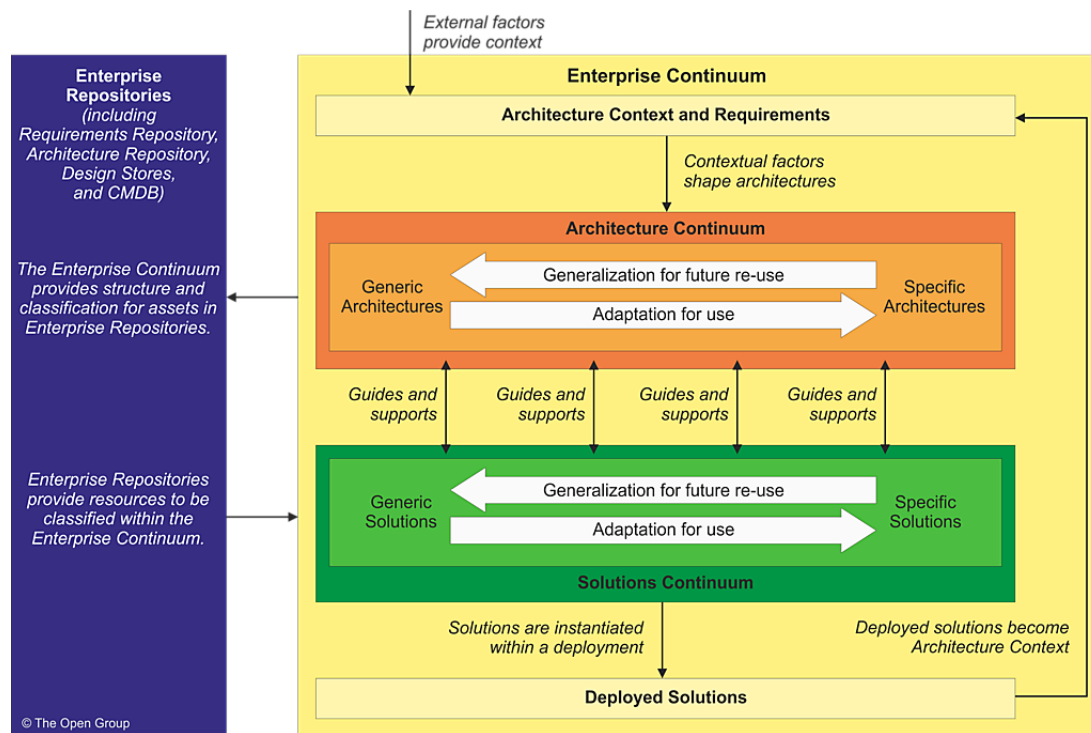 External factors
provide context
Enterprise
Repositories
(including
Requirements Repository,
Architecture Repository,
Design Stores,
and CMDB)
The Enterprise Continuum
provides structure and
classification for assets in
Enterprise Repositories.
Enterprise Repositories
provide resources to be
classified within the
Enterprise Continuum.
© The Open Group
Enterprise Continuum
Architecture Context and Requirements
Contextual factors
shape architectures
Architecture Continuum
Generic
Architectures
Generalization for future re-use
Adaptation for use
Specific
Architectures
Guides and
supports
Guides and
supports
Guides and
supports
Guides and
supports
Generic
Solutions
Generalization for future re-use
Adaptation for use
Specific
Solutions
Solutions Continuum
Solutions are instantiated
within a deployment
Deployed solutions become
Architecture Context
Deployed Solutions